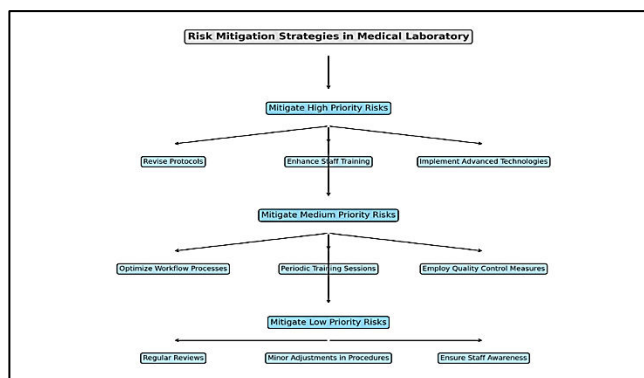 Risk Mitigation Strategies in Medical Laboratory
Mitigate High Priority Risks
Revise Protocols
Enhance Staff Training
Implement Advanced Technologies
Mitigate Medium Priority Risks
Optimize Workflow Processes
Periodic Training Sessions
Employ Quality Control Measures
Mitigate Low Priority Risks
Regular Reviews
Minor Adjustments in Procedures
Ensure Staff Awareness